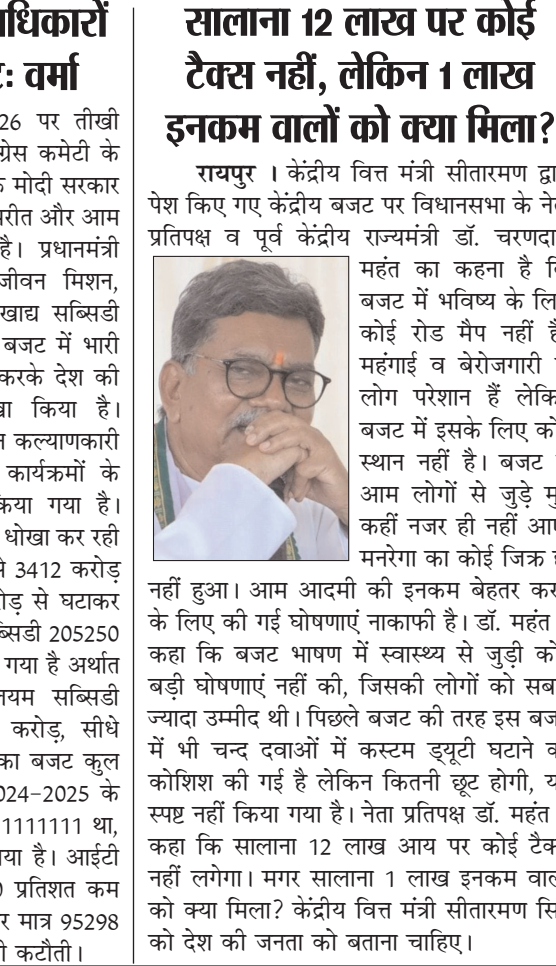 धिकारों
: वर्मा
26 पर तीखी
ग्रेस कमेटी के
मोदी सरकार
परीत और आम
है। प्रधानमंत्री
जीवन मिशन,
खाद्य सब्सिडी
बजट में भारी
करके देश की
किया है।
कल्याणकारी
कार्यक्रमों के
किया गया है।
धोखा कर रही
3412 करोड़
से घटाकर
205250
गया है अर्थात
सब्सिडी
करोड़, सीधे
का बजट कुल
024-2025 के
1111111 था,
गया है। आईटी
प्रतिशत कम
मात्र 95298
कटौती।
सालाना 12 लाख पर कोई
टैक्स नहीं, लेकिन 1 लाख
इनकम वालों को क्या मिला?
रायपुर । केंद्रीय वित्त मंत्री सीतारमण द्वा
पेश किए गए केंद्रीय बजट पर विधानसभा के ने
प्रतिपक्ष व पूर्व केंद्रीय राज्यमंत्री डॉ. चरणदा
महंत का कहना है
बजट में भविष्य के लि
कोई रोड मैप नहीं है
महंगाई व बेरोजगारी
लोग परेशान हैं लेकि
बजट में इसके लिए को
स्थान नहीं है। बजट
आम लोगों से जुड़े मु
कहीं नजर ही नहीं आ
मनरेगा का कोई जिक्र
नहीं हुआ। आम आदमी की इनकम बेहतर कर
के लिए की गई घोषणाएं नाकाफी है। डॉ. महंत
कहा कि बजट भाषण में स्वास्थ्य से जुड़ी को
बड़ी घोषणाएं नहीं की, जिसकी लोगों को सब
ज्यादा उम्मीद थी। पिछले बजट की तरह इस बज
में भी चन्द दवाओं में कस्टम ड्यूटी घटाने
कोशिश की गई है लेकिन कितनी छूट होगी, य
स्पष्ट नहीं किया गया है। नेता प्रतिपक्ष डॉ. महंत
कहा कि सालाना 12 लाख आय पर कोई टैक
नहीं लगेगा। मगर सालाना 1 लाख इनकम वाल
को क्या मिला? केंद्रीय वित्त मंत्री सीतारमण सि
को देश की जनता को बताना चाहिए।